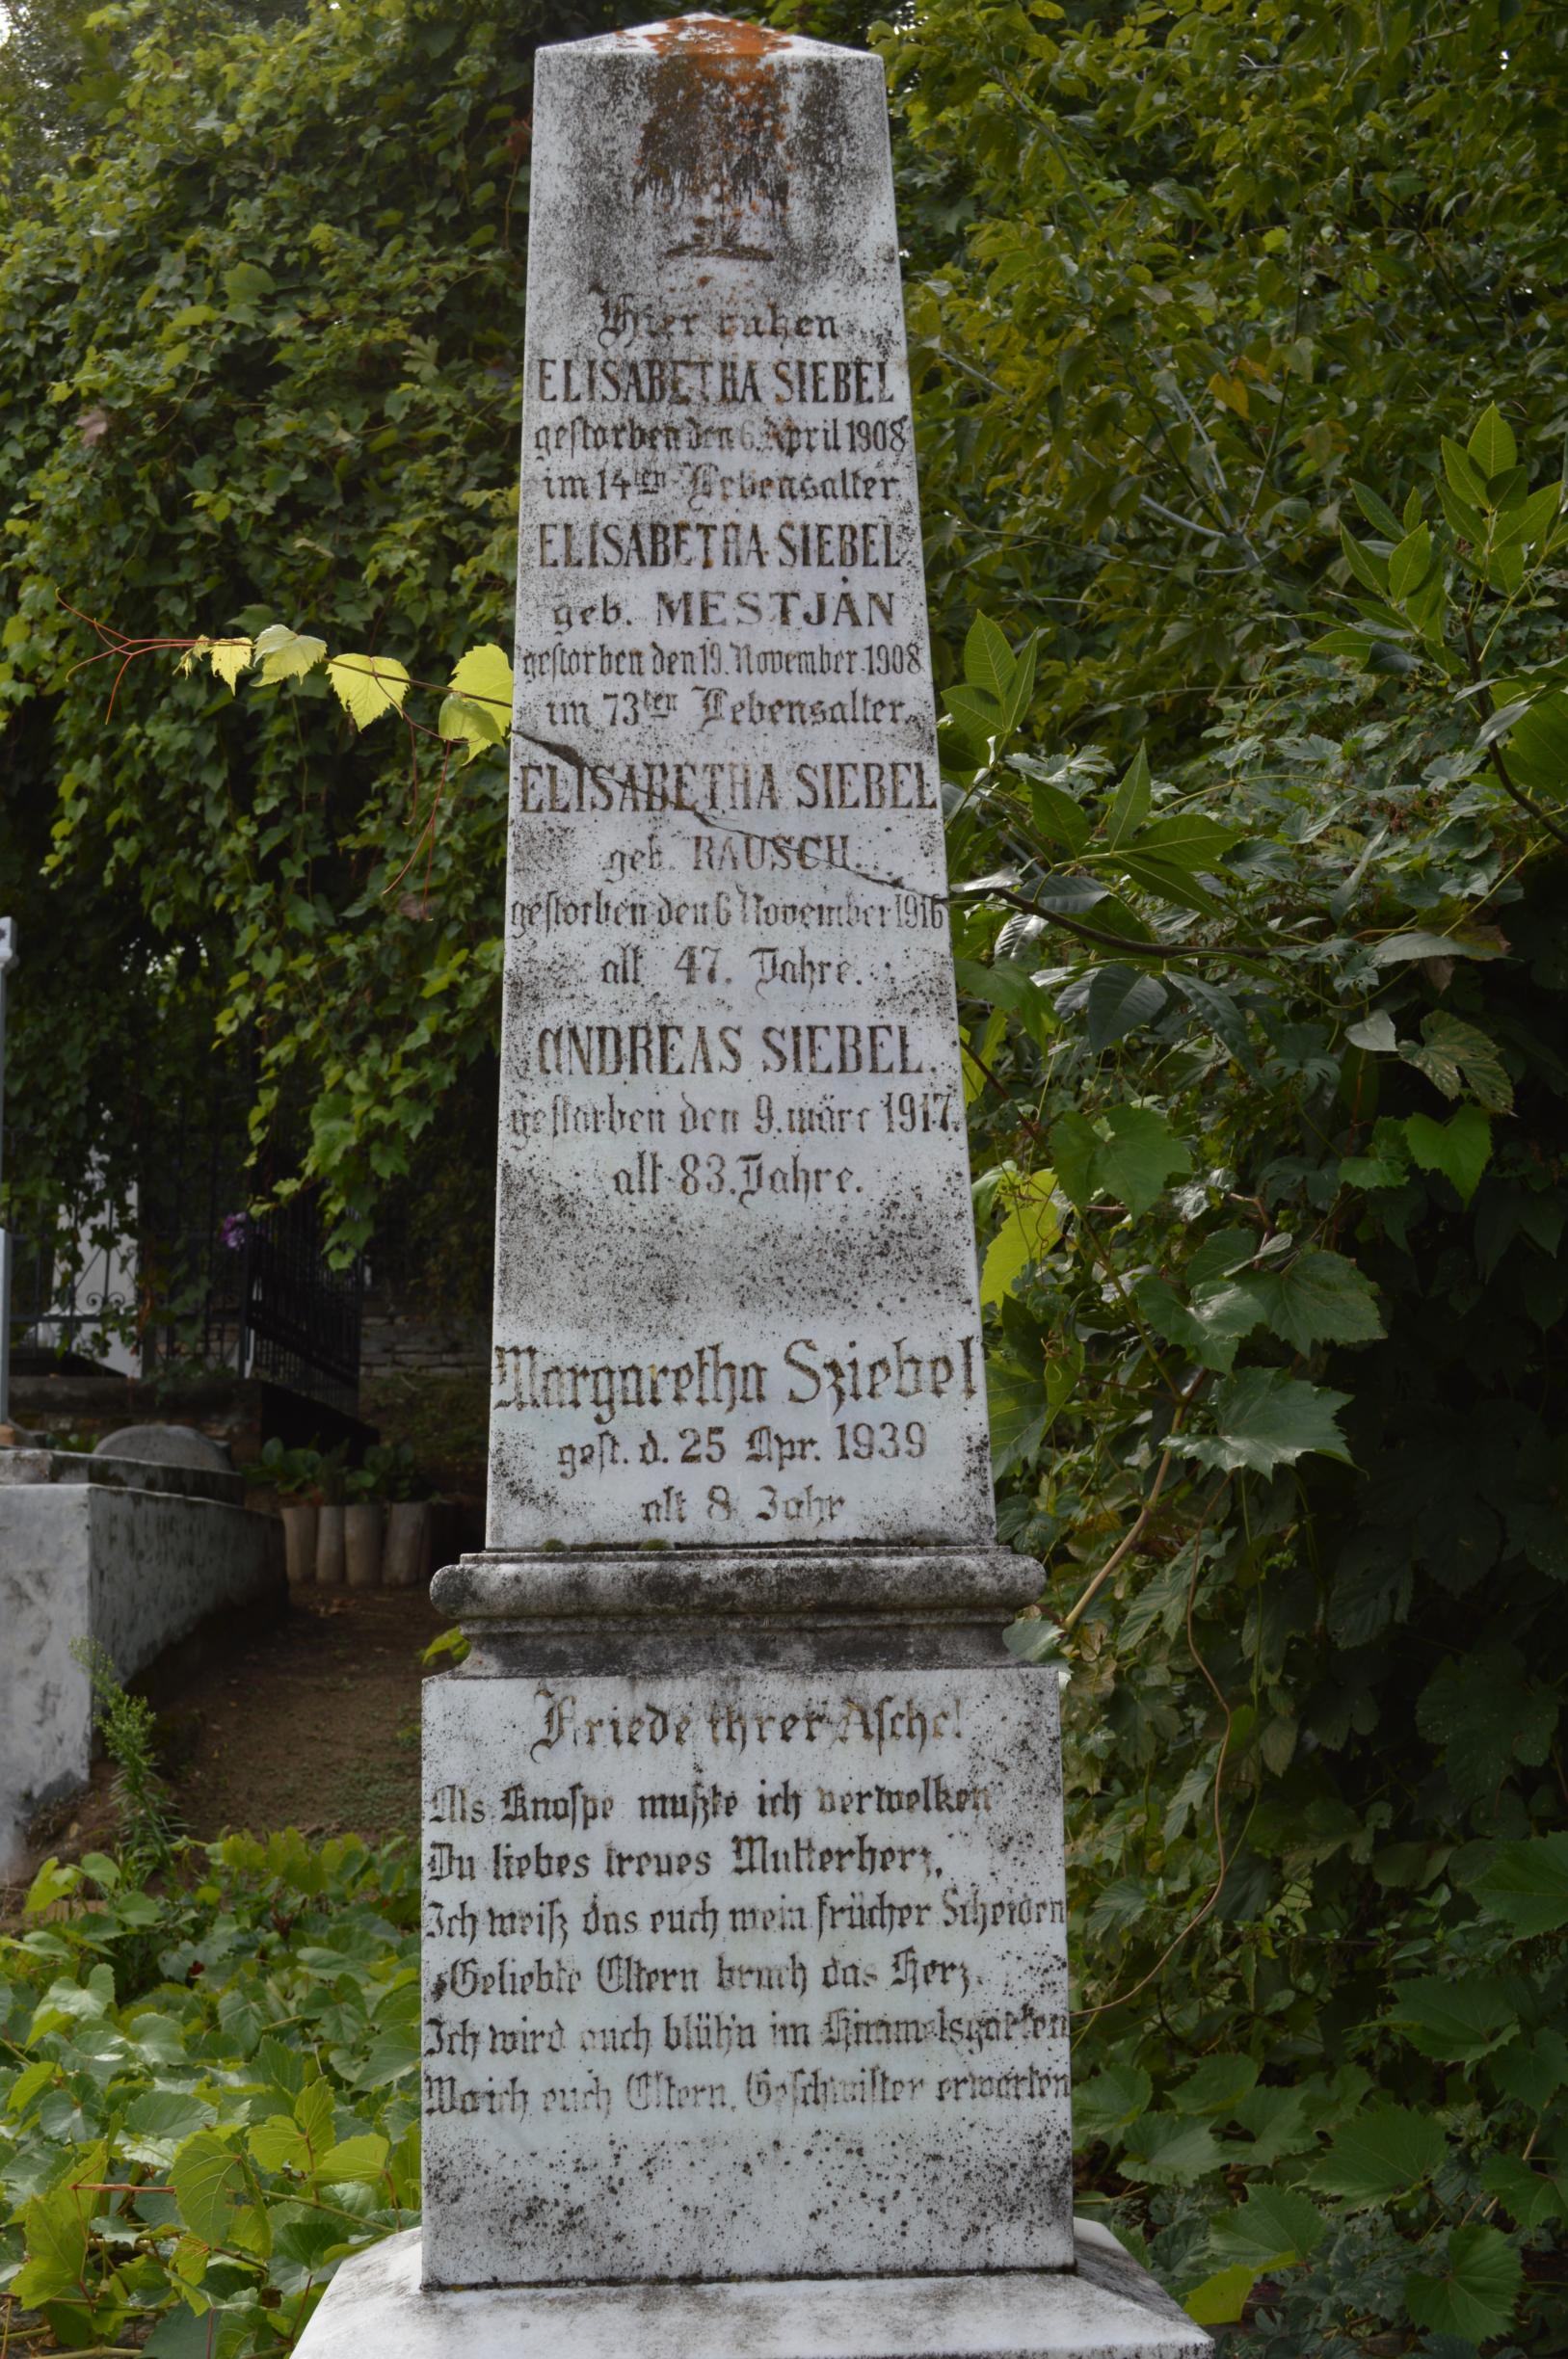 Hier ruhen
ELISABETHA SIEBEL
gestorben den 6. April 1908
im 14ten Lebensalter
ELISABETHA SIEBEL
geb. MESTJÁN
gestorben den 19. November 1908
im 73ten Lebensalter.
ELISABETHA SIEBEL
geb. RAUSCH.
gestorben den 6 November 1916
alt 47. Jahre.
ANDREAS SIEBEL.
gestorben den 9. märc 1917.
alt 83. Jahre.
Margaretha Sziebel
gest. d. 25 Apr. 1939
alt 8 Jahr
Friede ihrer Asche!
Als Knospe mußte ich verwelken
Du liebes treues Mutterherz,
Ich weiß das euch mein frücher Scheiden
Geliebte Eltern bruch das Herz.
Ich wird auch blüh'n im Himmelsgarten
Wo ich euch Eltern, Geschwister erwarten